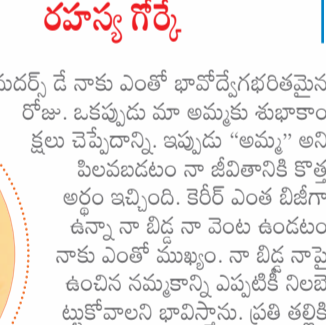 రహస్య గోర్కే
మదర్స్ డే నాకు ఎంతో భావోద్వేగభరితమైన
రోజు. ఒకప్పుడు మా అమ్మకు శుభాకాం
క్షలు చెప్పేదాన్ని. ఇప్పుడు “అమ్మ” అని
పిలవబడటం నా జీవితానికి కొత్త
అర్థం ఇచ్చింది. కెరీర్ ఎంత బిజీగా
ఉన్నా నా బిడ్డ నా వెంట ఉండటం
నాకు ఎంతో ముఖ్యం. నా బిడ్డ నాపై
ఉంచిన నమ్మకాన్ని ఎప్పటికీ నిలబె
ట్టుకోవాలని భావిస్తాను. ప్రతి తల్లికి